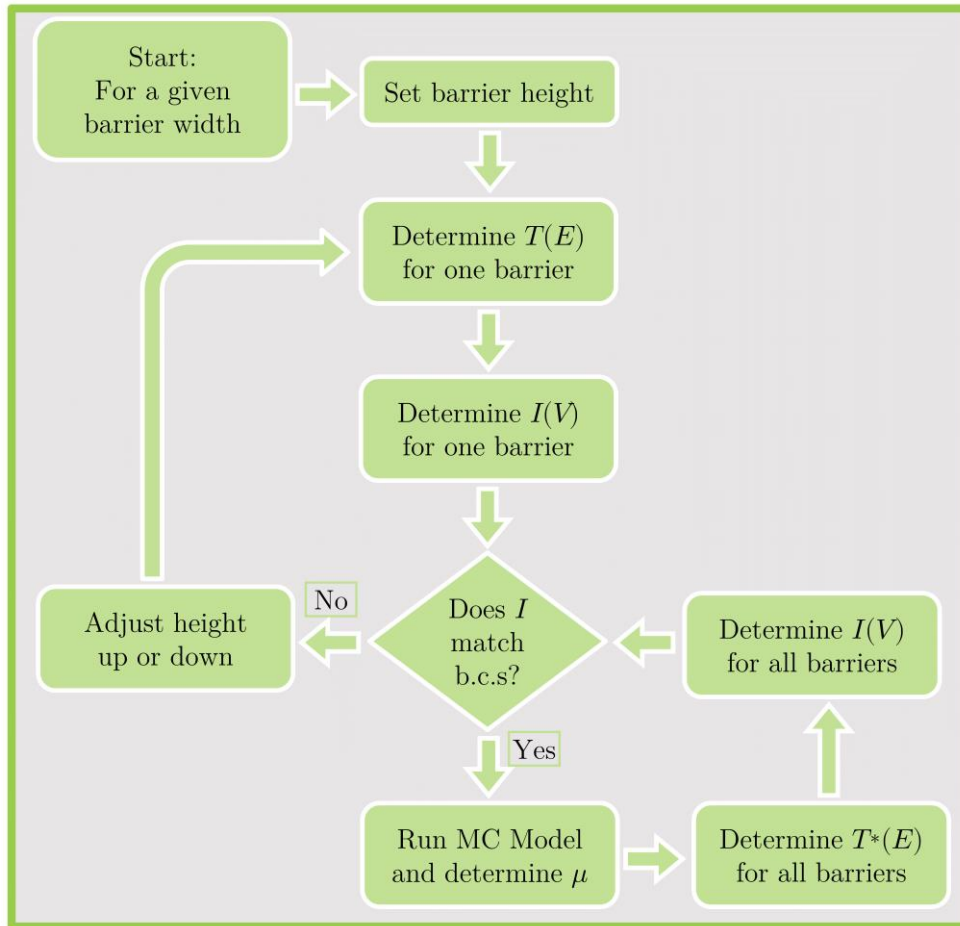 Start:
For a given
barrier width
Set barrier height
Determine T(E)
for one barrier
Determine I(V)
for one barrier
Does I
match
b.c.s?
No
Adjust height
up or down
Yes
Run MC Model
and determine μ
Determine T*(E)
for all barriers
Determine I(V)
for all barriers